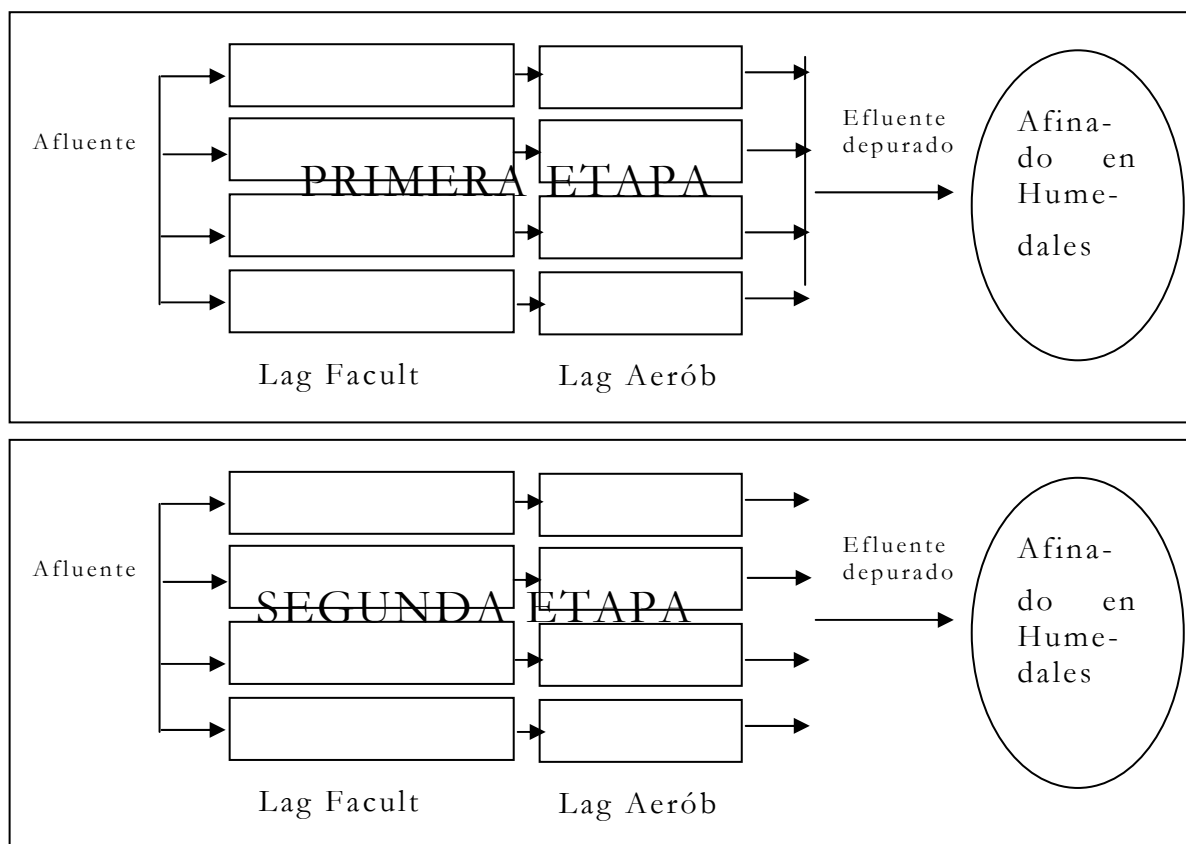 Afluente
PRIMERA ETAPA
Efluente
depurado
Afina-
do en
Hume-
dales
Lag Facult
Lag Aerób
Afluente
SEGUNDA ETAPA
Efluente
depurado
Afina-
do en
Hume-
dales
Lag Facult
Lag Aerób